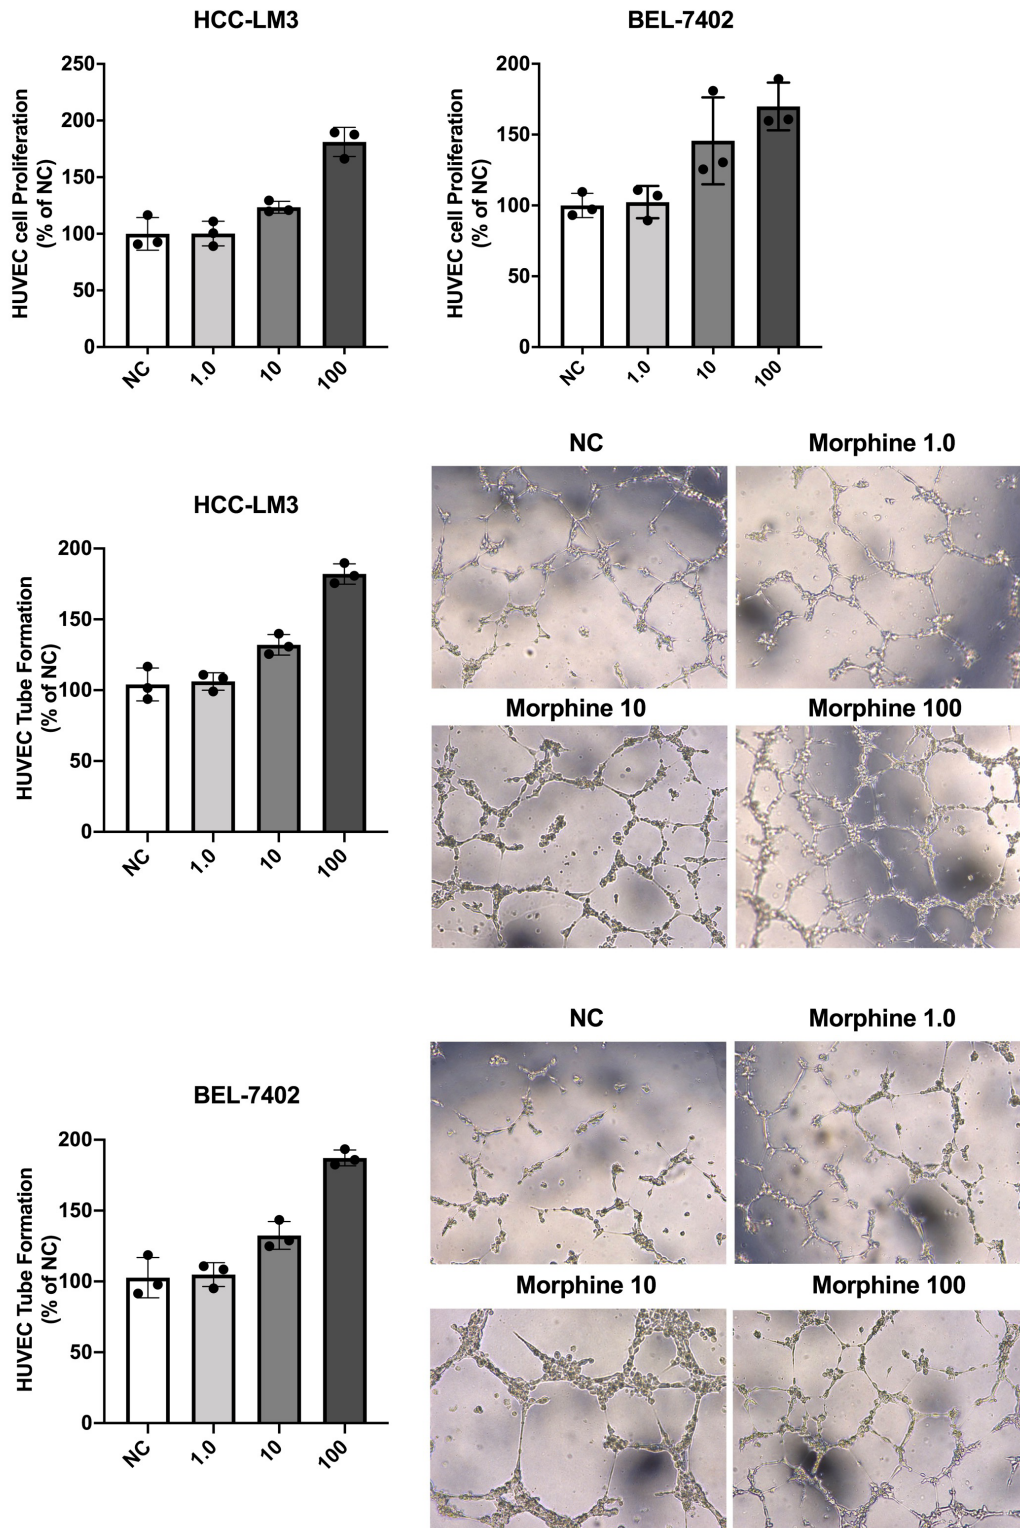 HCC-LM3
HUVEC cell Proliferation
(% of NC)
250
200
150
100
50
0
NC
1.0
10
100
BEL-7402
HUVEC cell Proliferation
(% of NC)
200
150
100
50
0
NC
1.0
10
100
HCC-LM3
HUVEC Tube Formation
(% of NC)
200
150
100
50
0
NC
1.0
10
100
NC
Morphine 1.0
Morphine 10
Morphine 100
BEL-7402
HUVEC Tube Formation
(% of NC)
200
150
100
50
0
NC
1.0
10
100
NC
Morphine 1.0
Morphine 10
Morphine 100